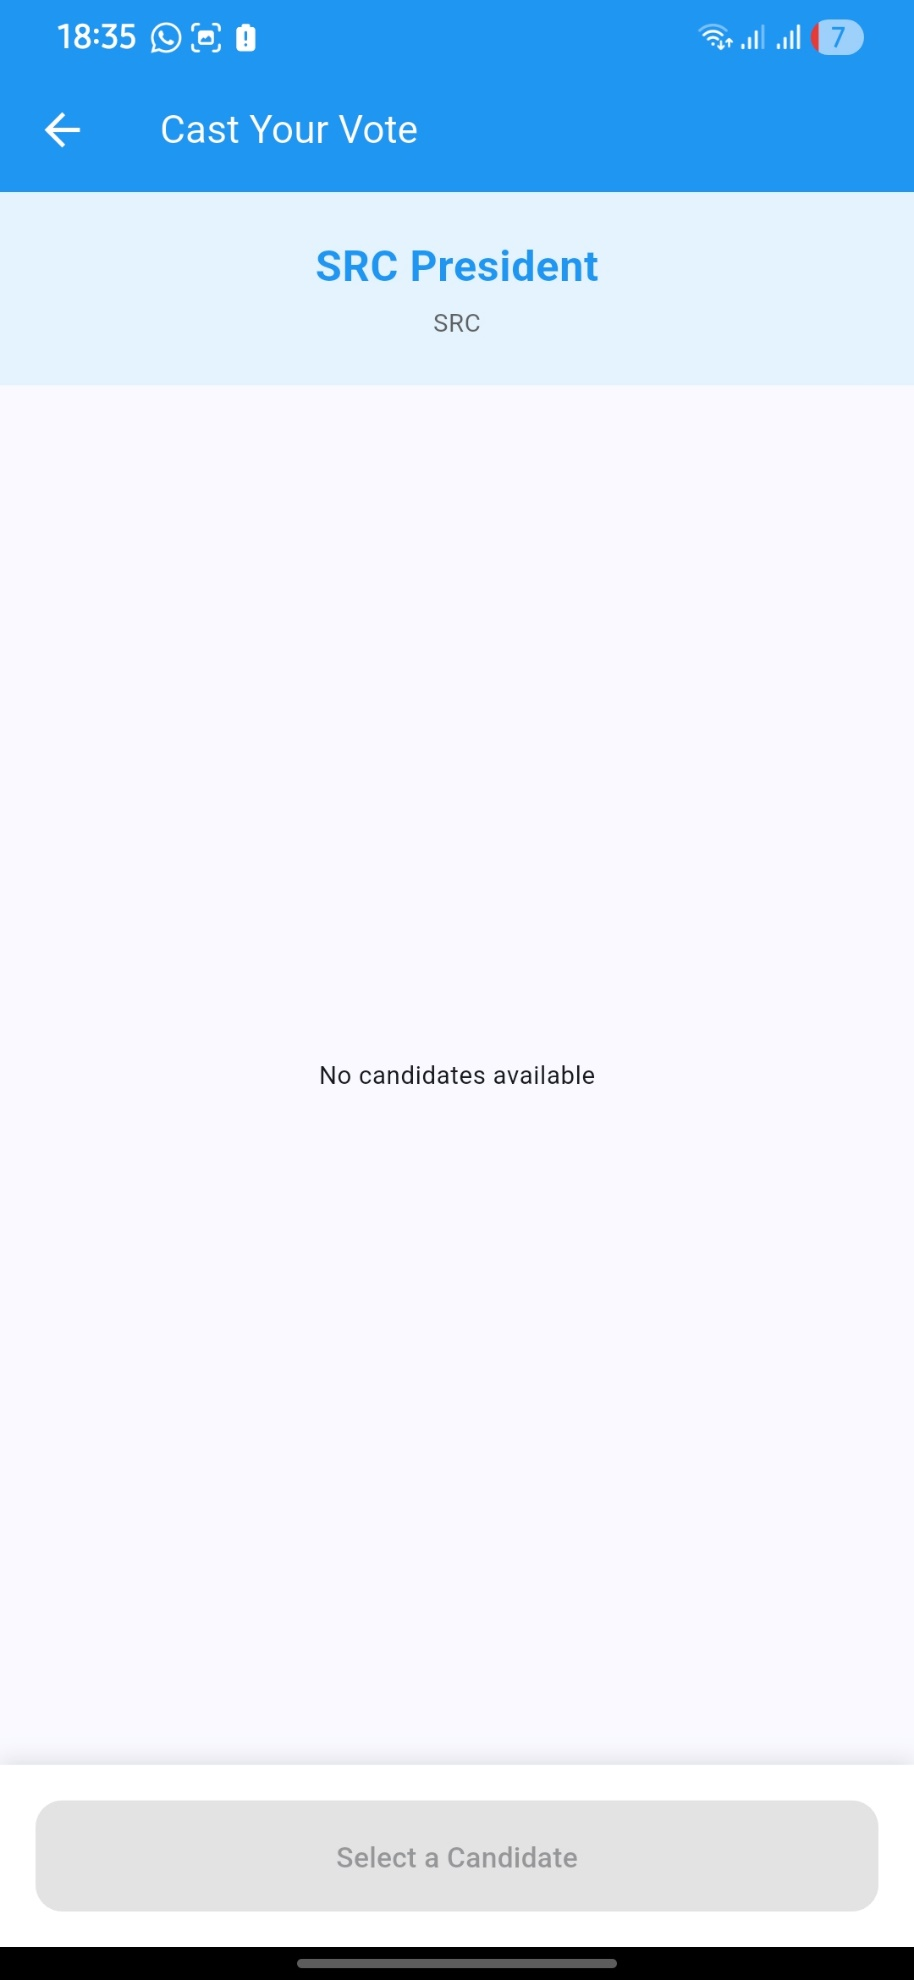 18:35
7
Cast Your Vote
SRC President
SRC
No candidates available
Select a Candidate